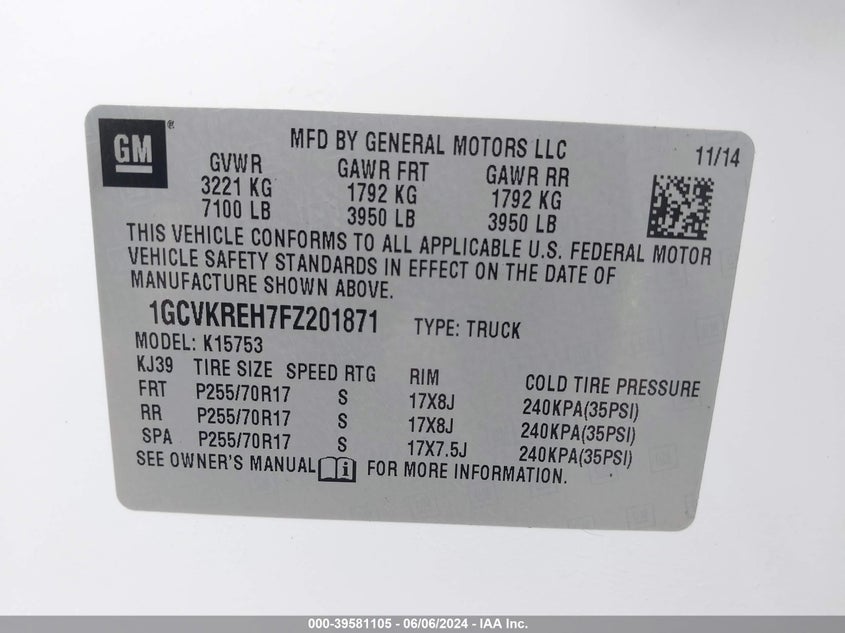 GM®
MFD BY GENERAL MOTORS LLC
11/14
GVWR GAWR FRT GAWR RR
3221 KG 1792 KG 1792 KG
7100 LB 3950 LB 3950 LB
THIS VEHICLE CONFORMS TO ALL APPLICABLE U.S. FEDERAL MOTOR
VEHICLE SAFETY STANDARDS IN EFFECT ON THE DATE OF
MANUFACTURE SHOWN ABOVE.
1GCVKREH7FZ201871 TYPE: TRUCK
MODEL: K15753
KJ39 TIRE SIZE SPEED RTG RIM COLD TIRE PRESSURE
FRT P255/70R17 S 17X8J 240KPA(35PSI)
RR P255/70R17 S 17X8J 240KPA(35PSI)
SPA P255/70R17 S 17X7.5J 240KPA(35PSI)
SEE OWNER'S MANUAL FOR MORE INFORMATION.
000-39581105 - 06/06/2024 - IAA Inc.